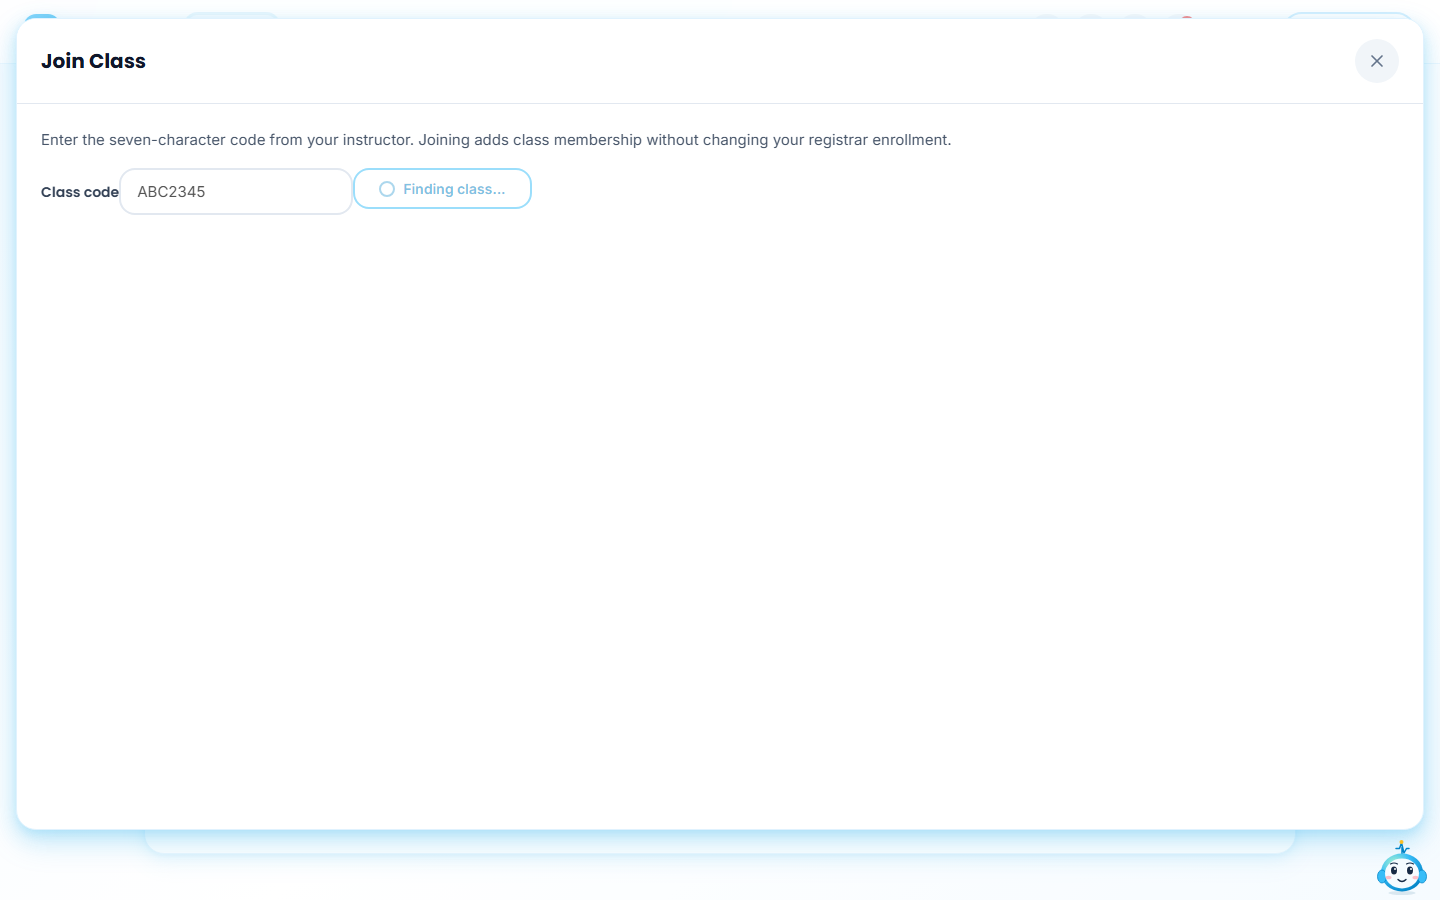 Join Class
Enter the seven-character code from your instructor. Joining adds class membership without changing your registrar enrollment.
Class code ABC2345 Finding class...